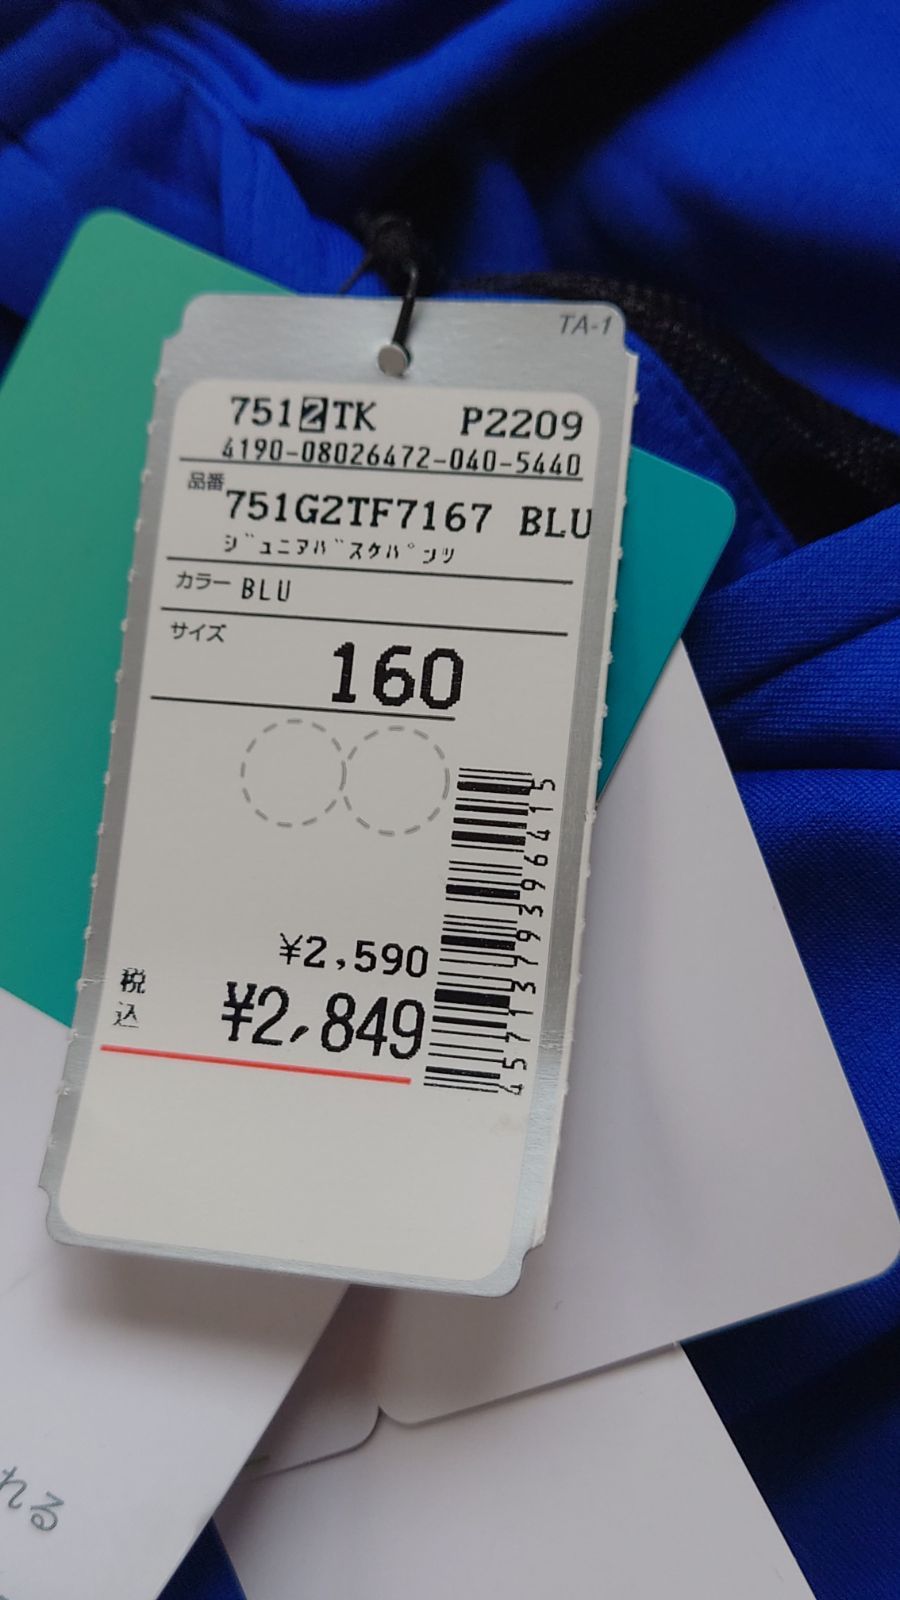 TA-1
7512TK P2209
4190-08026472-040-5440
品番
751G2TF7167 BLU
ジュニアバスケパンツ
カラー BLU
サイズ
160
¥2,590
税込 ¥2,849
4571379396415
れる